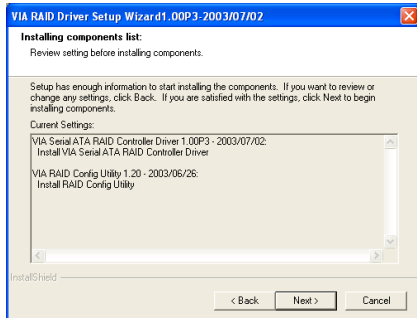 VIA RAID Driver Setup Wizard1.00P3-2003/07/02
Installing components list:
Review setting before installing components.
Setup has enough information to start installing the components. If you want to review or
change any settings, click Back. If you are satisfied with the settings, click Next to begin
installing components.
Current Settings:
VIA Serial ATA RAID Controller Driver 1.00P3 - 2003/07/02:
Install VIA Serial ATA RAID Controller Driver
VIA RAID Config Utility 1.20 - 2003/06/26:
Install RAID Config Utility
InstallShield
< Back
Next >
Cancel